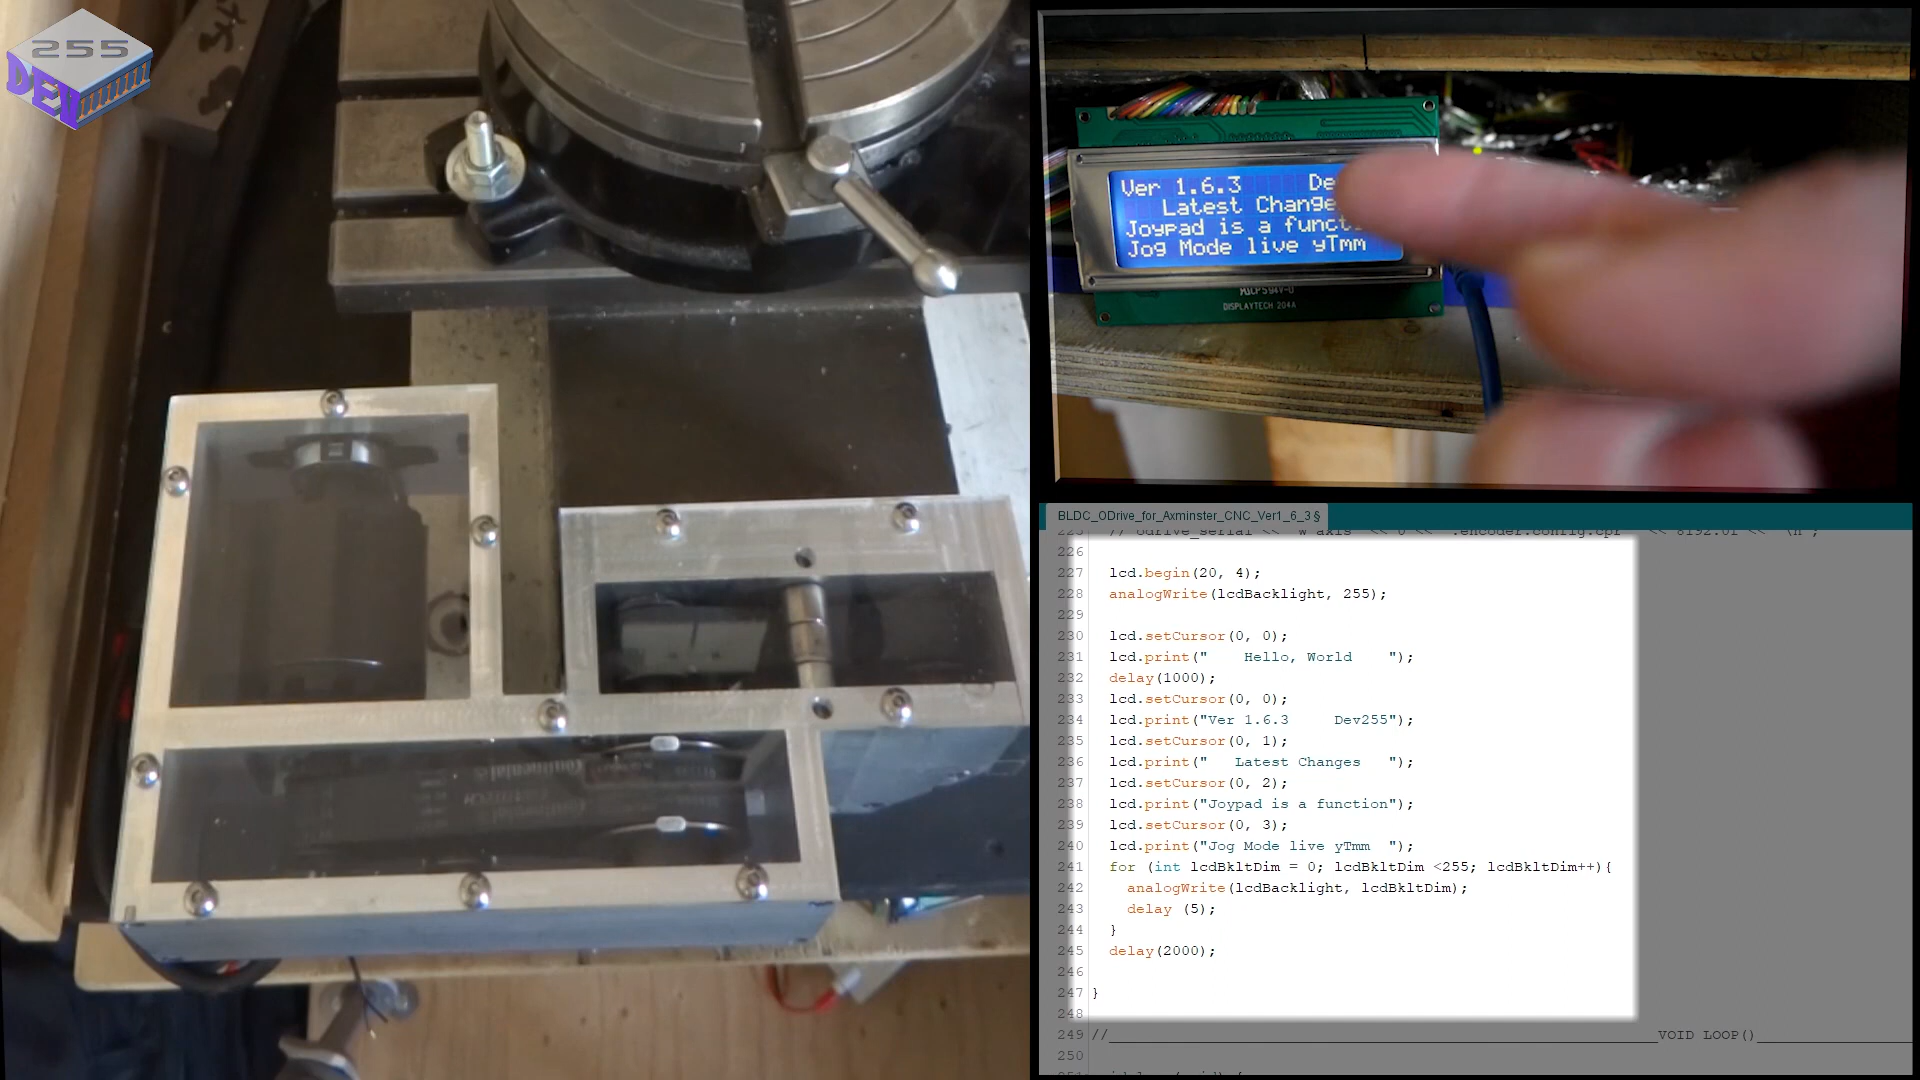 255
DEV
Ver 1.6.3 De
Latest Change
Joypad is a functi
Jog Mode live yTmm
DISPLAYTECH 204A
BLDC_ODrive_for_Axminster_CNC_Ver1_6_3§
226
227 lcd.begin(20, 4);
228 analogWrite(lcdBacklight, 255);
229
230 lcd.setCursor(0, 0);
231 lcd.print("    Hello, World    ");
232 delay(1000);
233 lcd.setCursor(0, 0);
234 lcd.print("Ver 1.6.3     Dev255");
235 lcd.setCursor(0, 1);
236 lcd.print("   Latest Changes   ");
237 lcd.setCursor(0, 2);
238 lcd.print("Joypad is a function");
239 lcd.setCursor(0, 3);
240 lcd.print("Jog Mode live yTmm  ");
241 for (int lcdBkltDim = 0; lcdBkltDim <255; lcdBkltDim++){
242 analogWrite(lcdBacklight, lcdBkltDim);
243 delay (5);
244 }
245 delay(2000);
246
247 }
248
249 //VOID LOOP()
250